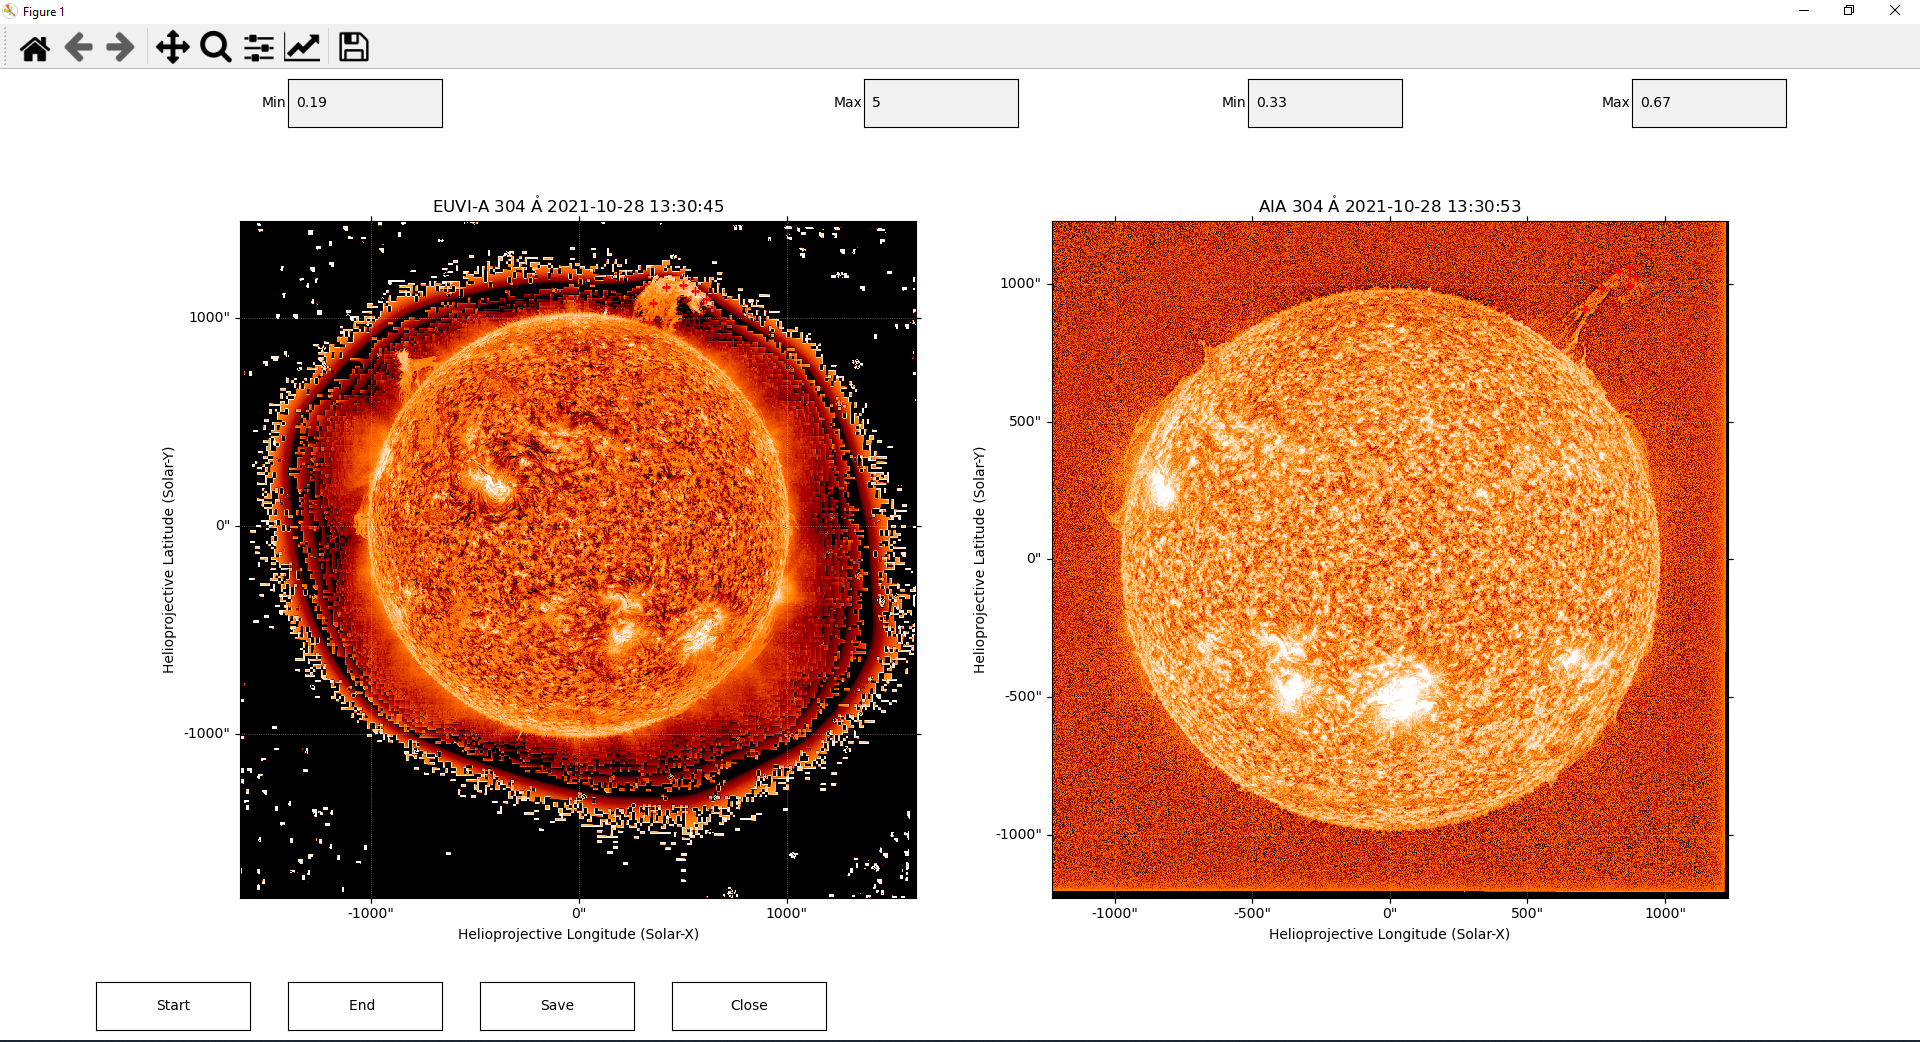 Figure 1
Min 0.19
Max 5
Min 0.33
Max 0.67
EUVI-A 304 Å 2021-10-28 13:30:45
1000"
0"
-1000"
Helioprojective Latitude (Solar-Y)
-1000" 0" 1000"
Helioprojective Longitude (Solar-X)
AIA 304 Å 2021-10-28 13:30:53
1000"
500"
0"
-500"
-1000"
Helioprojective Latitude (Solar-Y)
-1000" -500" 0" 500" 1000"
Helioprojective Longitude (Solar-X)
Start End Save Close